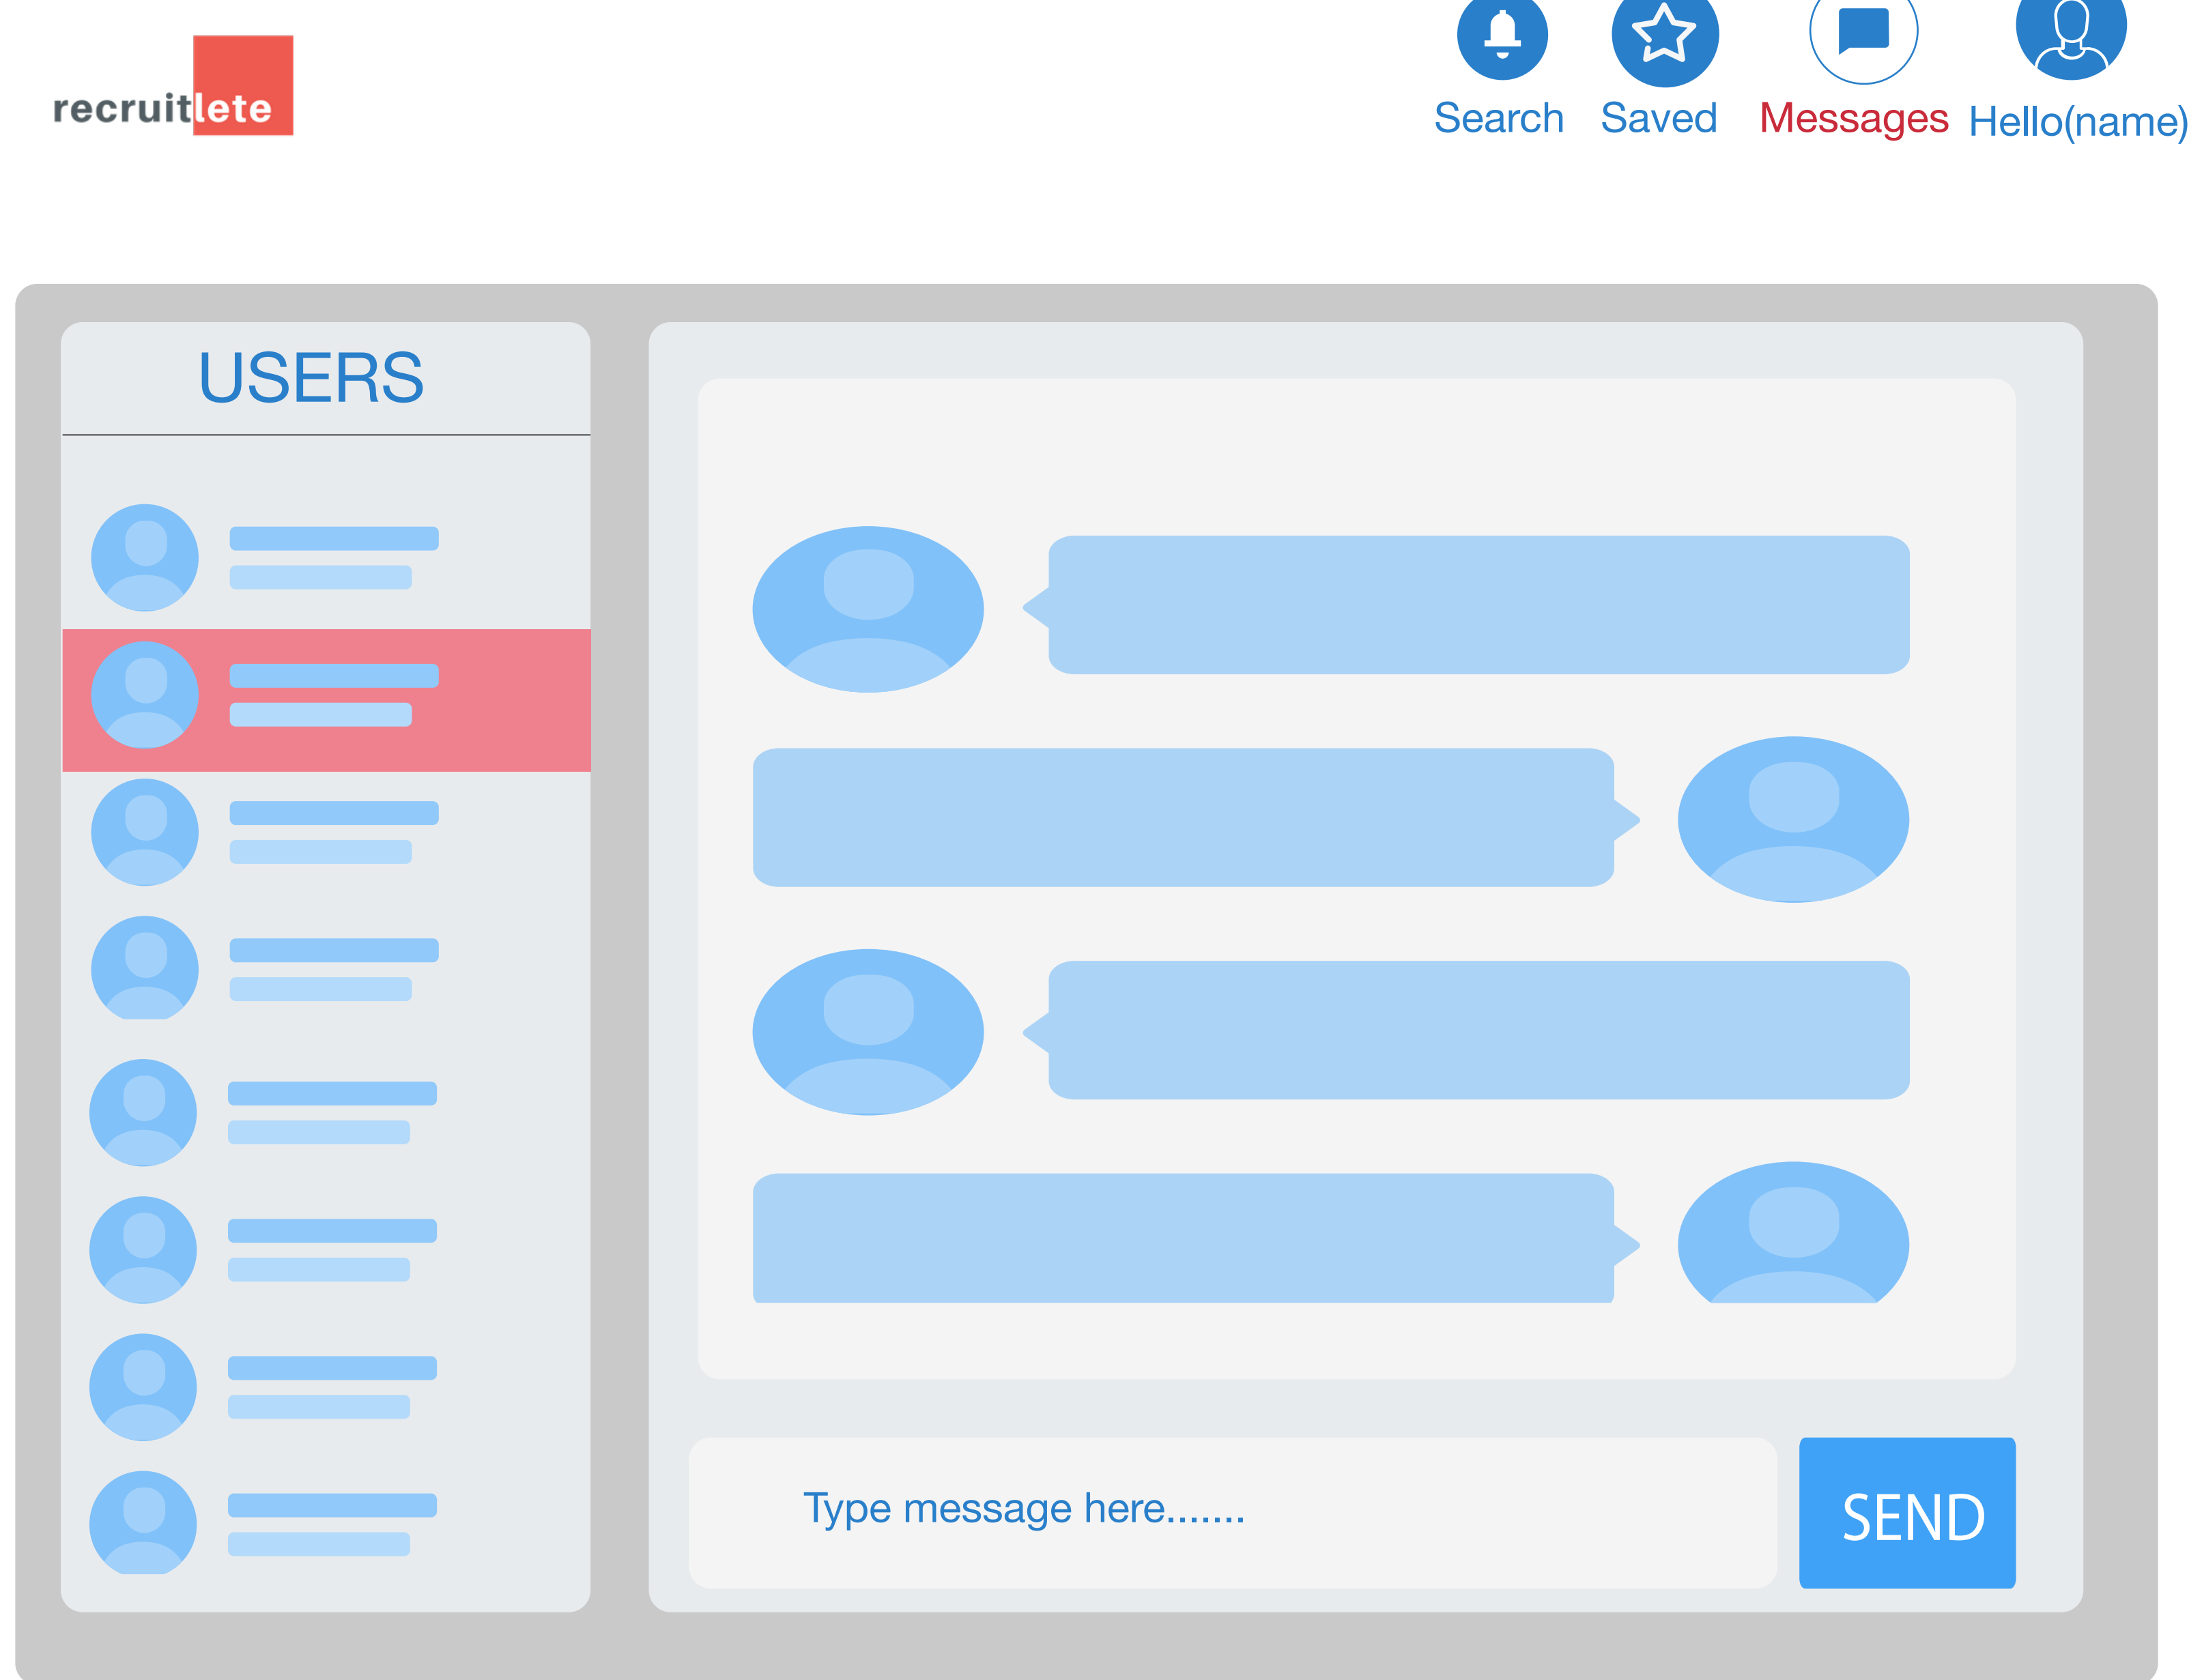 recruitlete
Search Saved Messages Hello(name)
USERS
Type message here.......
SEND